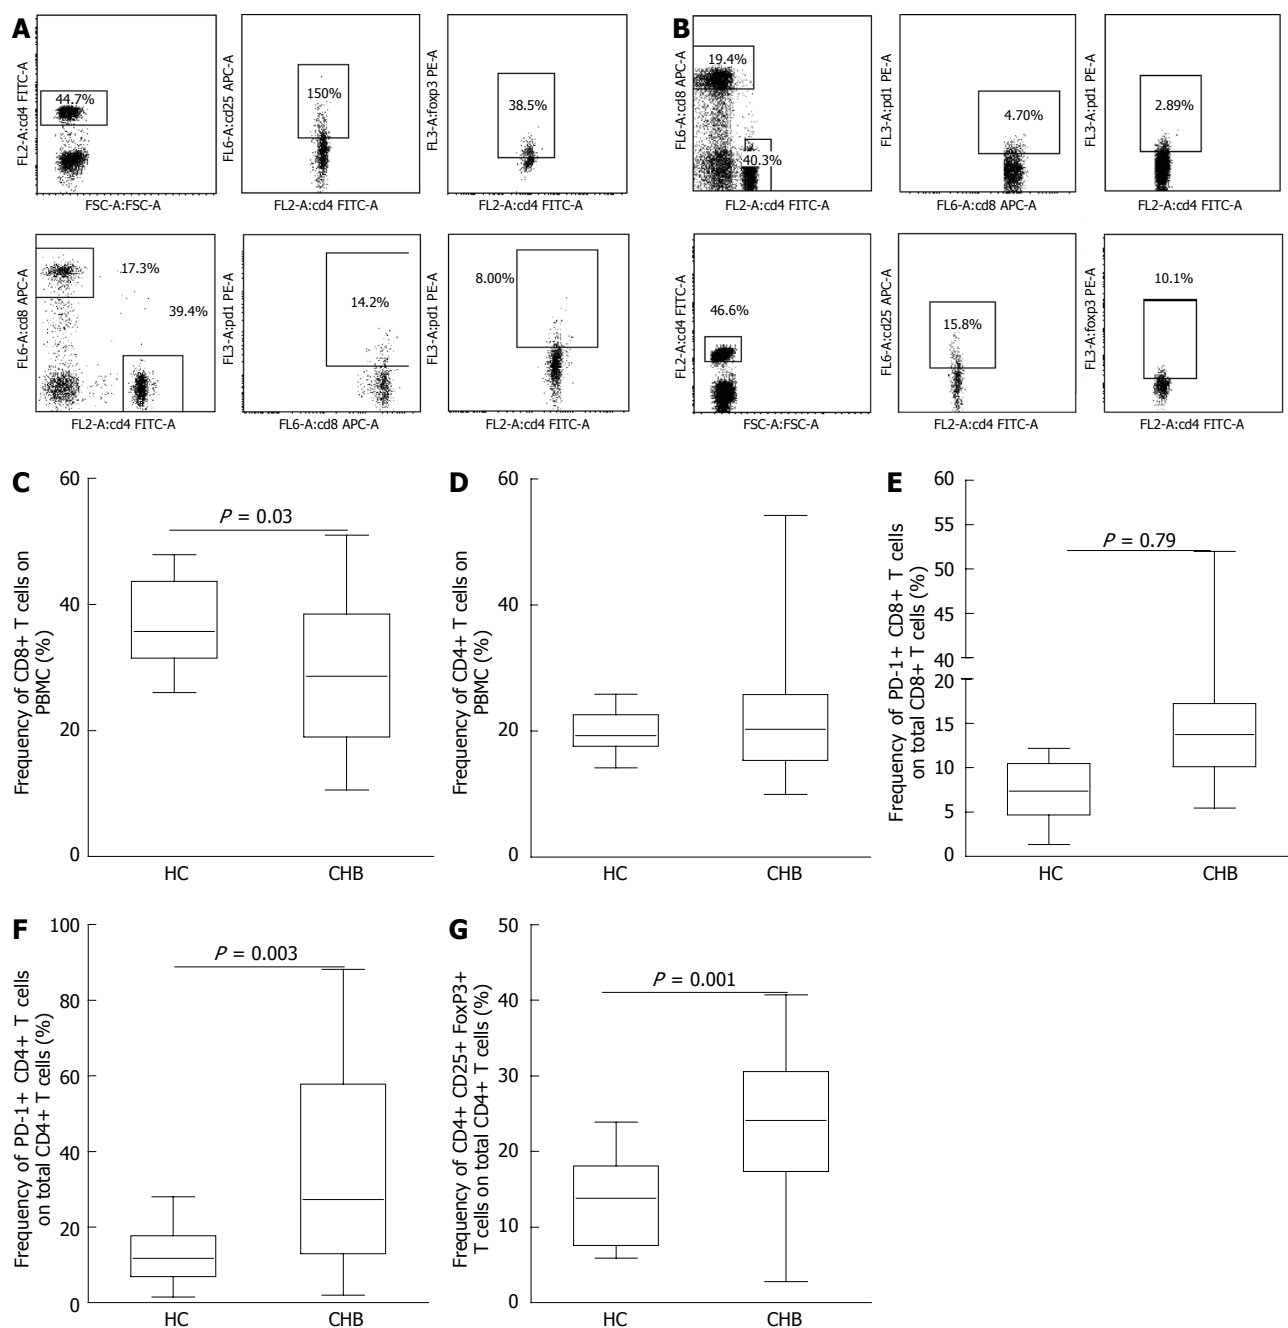 A
FL2-A:cd4 FITC-A
44.7%
FSC-A:FSC-A
FL6-A:cd25 APC-A
150%
FL2-A:cd4 FITC-A
FL3-A:foxp3 PE-A
38.5%
FL2-A:cd4 FITC-A
FL6-A:cd8 APC-A
17.3%
39.4%
FL2-A:cd4 FITC-A
FL3-A:pd1 PE-A
14.2%
FL6-A:cd8 APC-A
FL3-A:pd1 PE-A
8.00%
FL2-A:cd4 FITC-A
B
FL6-A:cd8 APC-A
19.4%
40.3%
FL2-A:cd4 FITC-A
FL3-A:pd1 PE-A
4.70%
FL6-A:cd8 APC-A
FL3-A:pd1 PE-A
2.89%
FL2-A:cd4 FITC-A
FL2-A:cd4 FITC-A
46.6%
FSC-A:FSC-A
FL6-A:cd25 APC-A
15.8%
FL2-A:cd4 FITC-A
FL3-A:foxp3 PE-A
10.1%
FL2-A:cd4 FITC-A
C
Frequency of CD8+ T cells on
PBMC (%)
60
40
20
0
P = 0.03
HC
CHB
D
Frequency of CD4+ T cells on
PBMC (%)
60
40
20
0
HC
CHB
E
Frequency of PD-1+ CD8+ T cells
on total CD8+ T cells (%)
60
55
50
45
40
20
15
10
5
0
P = 0.79
HC
CHB
F
Frequency of PD-1+ CD4+ T cells
on total CD4+ T cells (%)
100
80
60
40
20
0
P = 0.003
HC
CHB
G
Frequency of CD4+ CD25+ FoxP3+
T cells on total CD4+ T cells (%)
50
40
30
20
10
0
P = 0.001
HC
CHB